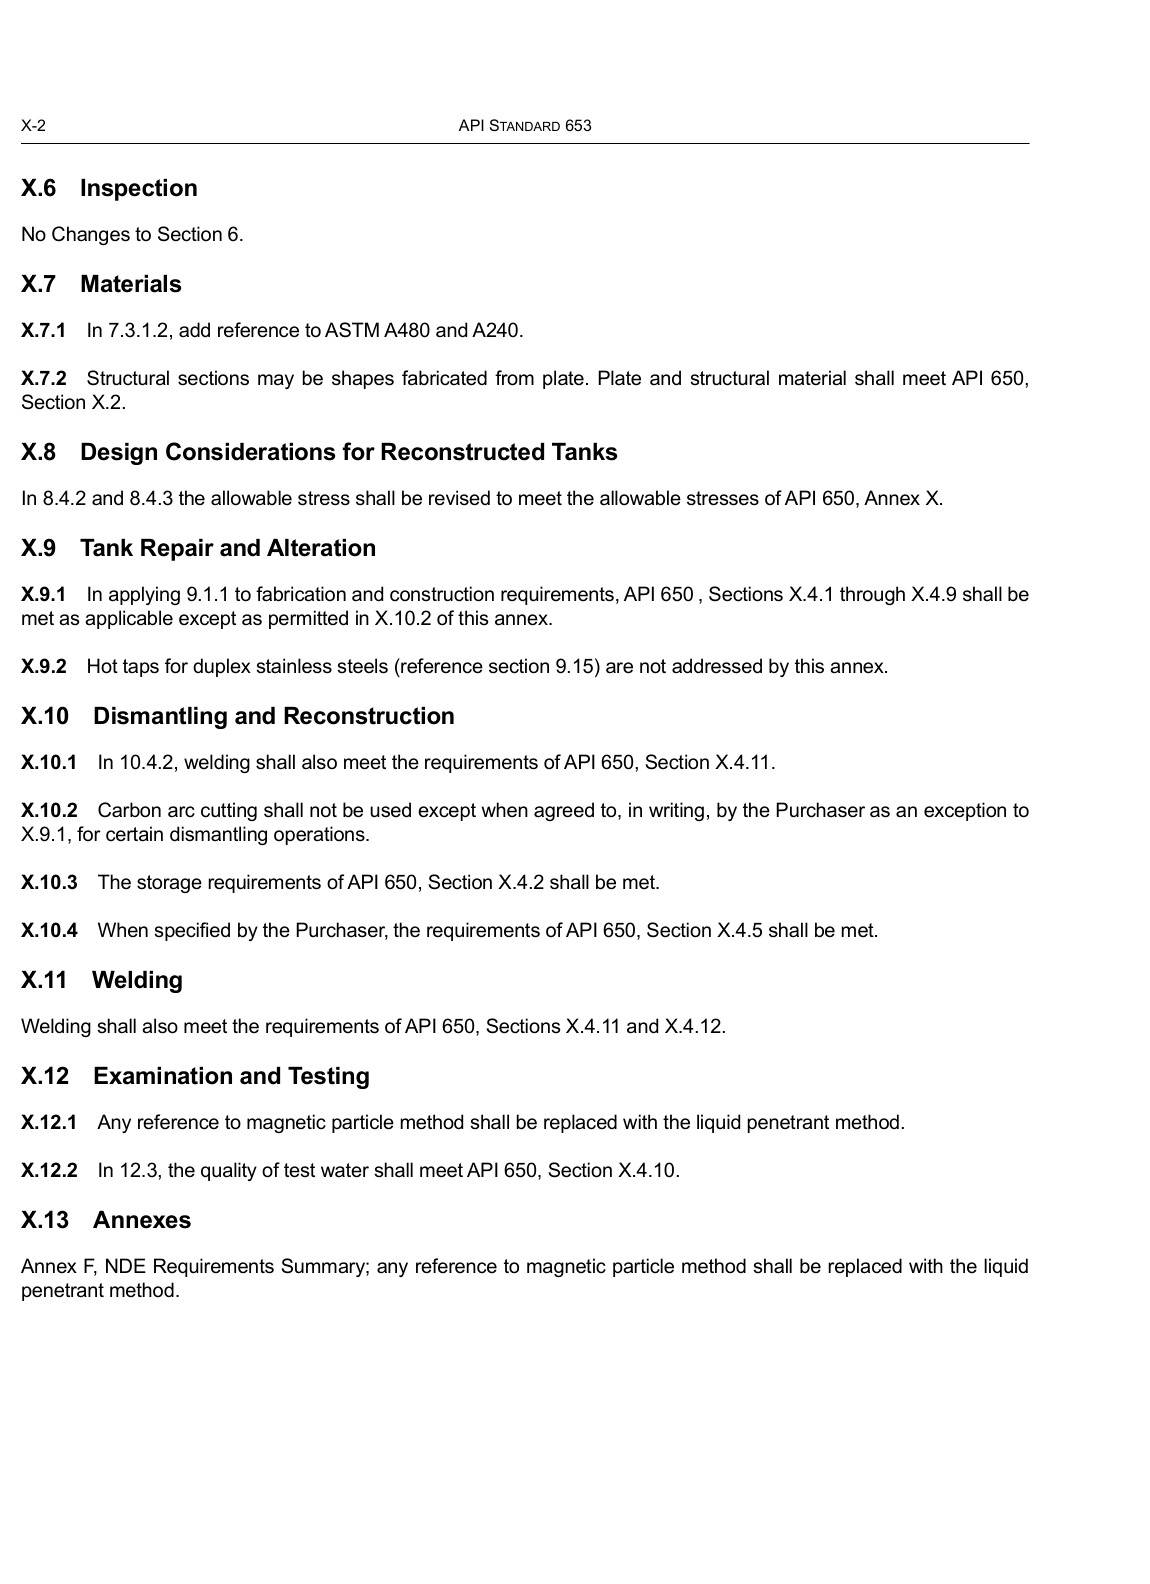 X-2 API STANDARD 653
X.6 Inspection
No Changes to Section 6.
X.7 Materials
X.7.1 In 7.3.1.2, add reference to ASTM A480 and A240.
X.7.2 Structural sections may be shapes fabricated from plate. Plate and structural material shall meet API 650,
Section X.2.
X.8 Design Considerations for Reconstructed Tanks
In 8.4.2 and 8.4.3 the allowable stress shall be revised to meet the allowable stresses of API 650, Annex X.
X.9 Tank Repair and Alteration
X.9.1 In applying 9.1.1 to fabrication and construction requirements, API 650 , Sections X.4.1 through X.4.9 shall be
met as applicable except as permitted in X.10.2 of this annex.
X.9.2 Hot taps for duplex stainless steels (reference section 9.15) are not addressed by this annex.
X.10 Dismantling and Reconstruction
X.10.1 In 10.4.2, welding shall also meet the requirements of API 650, Section X.4.11.
X.10.2 Carbon arc cutting shall not be used except when agreed to, in writing, by the Purchaser as an exception to
X.9.1, for certain dismantling operations.
X.10.3 The storage requirements of API 650, Section X.4.2 shall be met.
X.10.4 When specified by the Purchaser, the requirements of API 650, Section X.4.5 shall be met.
X.11 Welding
Welding shall also meet the requirements of API 650, Sections X.4.11 and X.4.12.
X.12 Examination and Testing
X.12.1 Any reference to magnetic particle method shall be replaced with the liquid penetrant method.
X.12.2 In 12.3, the quality of test water shall meet API 650, Section X.4.10.
X.13 Annexes
Annex F, NDE Requirements Summary; any reference to magnetic particle method shall be replaced with the liquid
penetrant method.